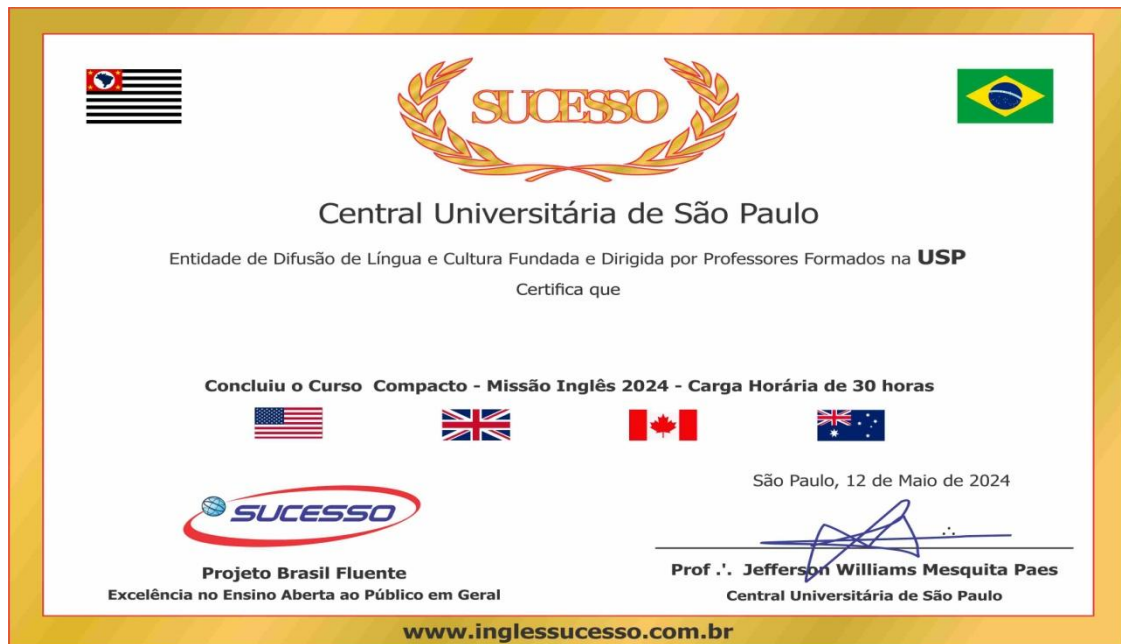 SUCESSO
Central Universitária de São Paulo
Entidade de Difusão de Língua e Cultura Fundada e Dirigida por Professores Formados na USP
Certifica que
Concluiu o Curso Compacto - Missão Inglês 2024 - Carga Horária de 30 horas
São Paulo, 12 de Maio de 2024
SUCESSO
Projeto Brasil Fluente
Excelência no Ensino Aberta ao Público em Geral
Prof .'. Jefferson Williams Mesquita Paes
Central Universitária de São Paulo
www.inglessucesso.com.br